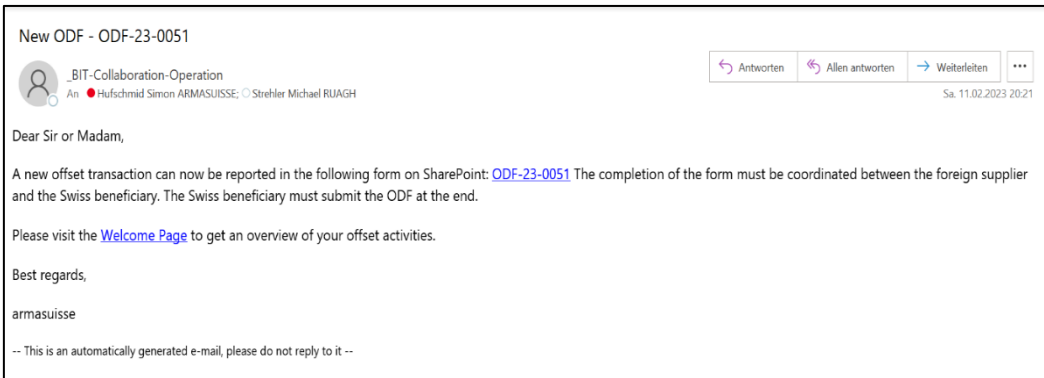 New ODF - ODF-23-0051
_BIT-Collaboration-Operation
An Hufschmid Simon ARMASUISSE; Strehler Michael RUAGH
Antworten Allen antworten Weiterleiten ...
Sa. 11.02.2023 20:21
Dear Sir or Madam,
A new offset transaction can now be reported in the following form on SharePoint: ODF-23-0051 The completion of the form must be coordinated between the foreign supplier
and the Swiss beneficiary. The Swiss beneficiary must submit the ODF at the end.
Please visit the Welcome Page to get an overview of your offset activities.
Best regards,
armasuisse
-- This is an automatically generated e-mail, please do not reply to it --